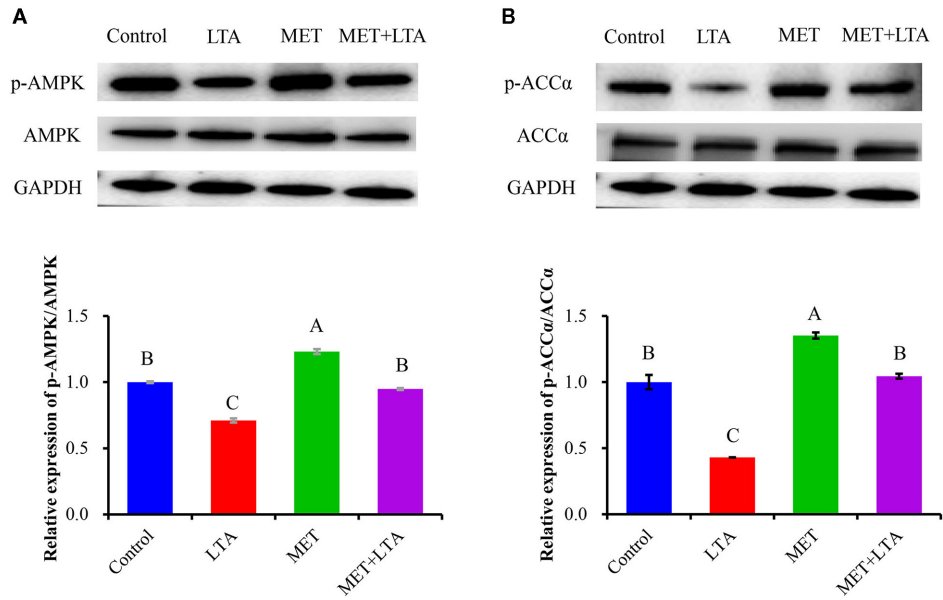 A
Control LTA MET MET+LTA
p-AMPK
AMPK
GAPDH
Relative expression of p-AMPK/AMPK
1.5
1.0
0.5
0.0
B
C
A
B
Control
LTA
MET
MET+LTA
B
Control LTA MET MET+LTA
p-ACCα
ACCα
GAPDH
Relative expression of p-ACCα/ACCα
1.5
1.0
0.5
0.0
B
C
A
B
Control
LTA
MET
MET+LTA